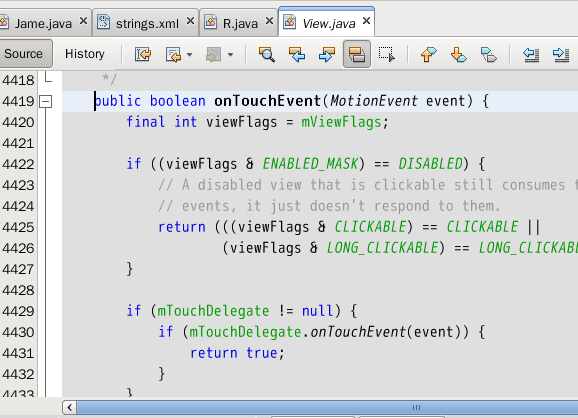 Jame.java strings.xml R.java View.java
Source History
4418 */
4419 public boolean onTouchEvent(MotionEvent event) {
4420 final int viewFlags = mViewFlags;
4421
4422 if ((viewFlags & ENABLED_MASK) == DISABLED) {
4423 // A disabled view that is clickable still consumes t
4424 // events, it just doesn't respond to them.
4425 return (((viewFlags & CLICKABLE) == CLICKABLE ||
4426 (viewFlags & LONG_CLICKABLE) == LONG_CLICKAB
4427 }
4428
4429 if (mTouchDelegate != null) {
4430 if (mTouchDelegate.onTouchEvent(event)) {
4431 return true;
4432 }
4433 }